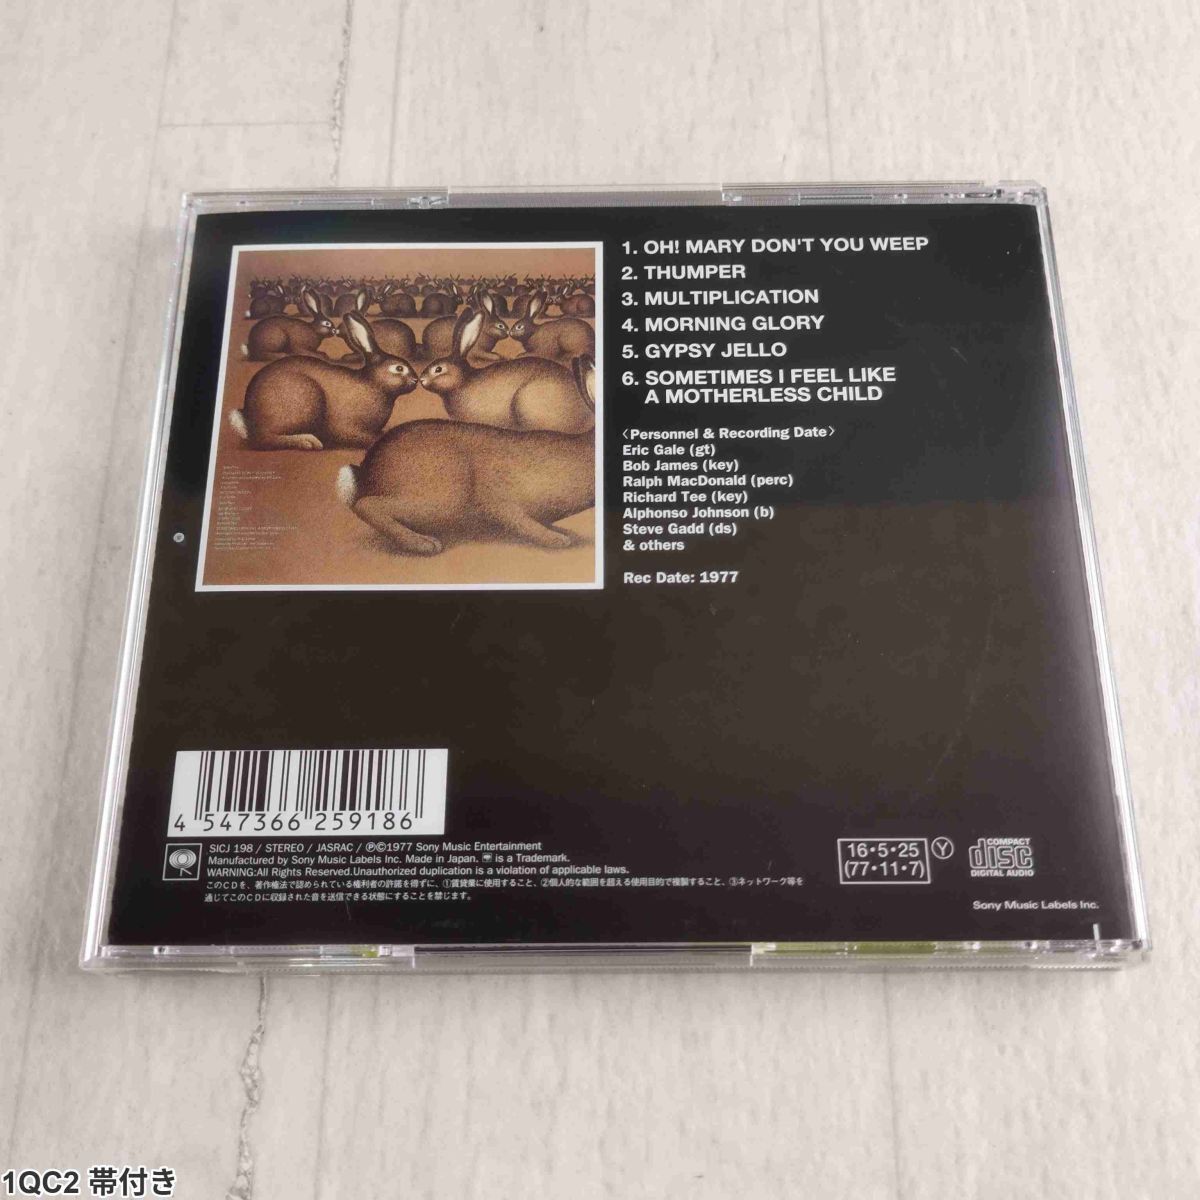 1. OH! MARY DON'T YOU WEEP
2. THUMPER
3. MULTIPLICATION
4. MORNING GLORY
5. GYPSY JELLO
6. SOMETIMES I FEEL LIKE
A MOTHERLESS CHILD
〈Personnel & Recording Date〉
Eric Gale (gt)
Bob James (key)
Ralph MacDonald (perc)
Richard Tee (key)
Alphonso Johnson (b)
Steve Gadd (ds)
& others
Rec Date: 1977
4 547366 259186
SICJ 198 / STEREO / JASRAC / ℗©1977 Sony Music Entertainment
Manufactured by Sony Music Labels Inc. Made in Japan. is a Trademark.
WARNING:All Rights Reserved.Unauthorized duplication is a violation of applicable laws.
このCDを、著作権法で認められている権利者の許諾を得ずに、①賃貸業に使用すること、②個人的な範囲を超える使用目的で複製すること、③ネットワーク等を
通じてこのCDに収録された音を送信できる状態にすることを禁じます。
16・5・25
(77・11・7)
Y
COMPACT
disc
DIGITAL AUDIO
Sony Music Labels Inc.
1QC2 帯付き